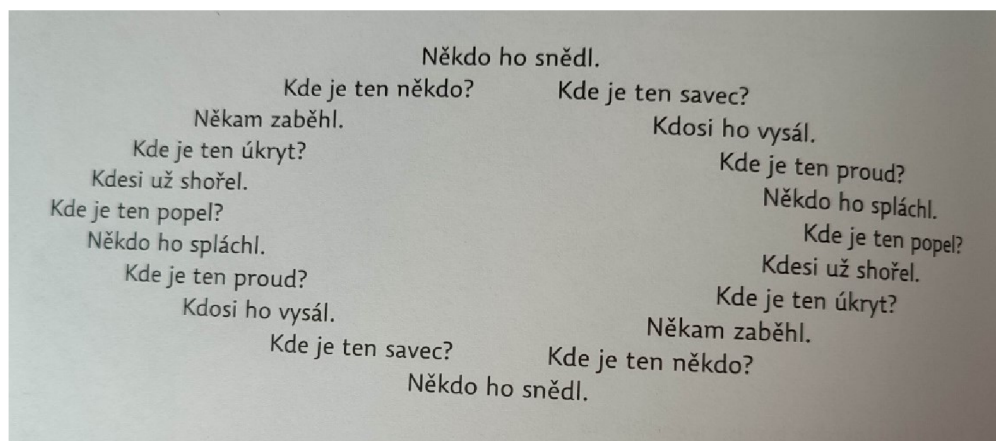 Někdo ho snědl.
Kde je ten někdo? Kde je ten savec?
Někam zaběhl. Kdosi ho vysál.
Kde je ten úkryt? Kde je ten proud?
Kdesi už shořel. Někdo ho spláchl.
Kde je ten popel? Kde je ten popel?
Někdo ho spláchl. Kdesi už shořel.
Kde je ten proud? Kde je ten úkryt?
Kdosi ho vysál. Někam zaběhl.
Kde je ten savec? Kde je ten někdo?
Někdo ho snědl.